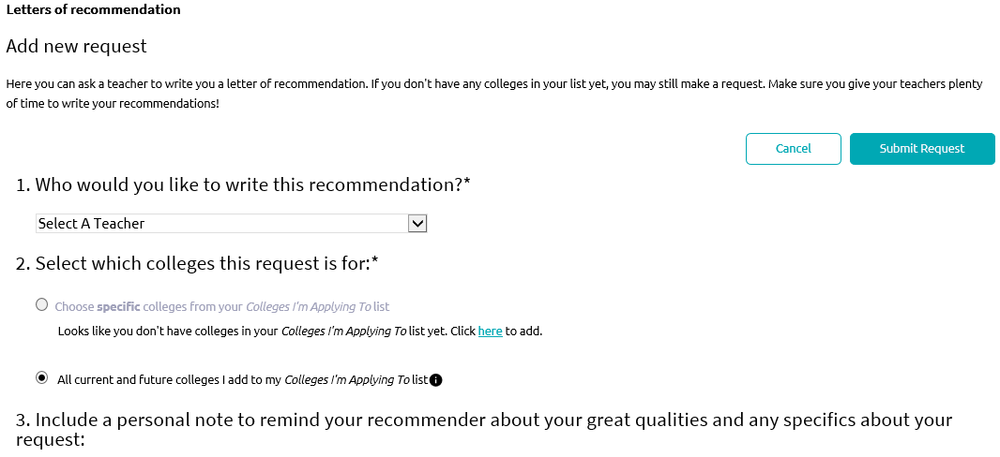 Letters of recommendation
Add new request
Here you can ask a teacher to write you a letter of recommendation. If you don't have any colleges in your list yet, you may still make a request. Make sure you give your teachers plenty
of time to write your recommendations!
Cancel
Submit Request
1. Who would you like to write this recommendation?*
Select A Teacher
2. Select which colleges this request is for:*
Choose specific colleges from your Colleges I'm Applying To list
Looks like you don't have colleges in your Colleges I'm Applying To list yet. Click here to add.
All current and future colleges I add to my Colleges I'm Applying To list
3. Include a personal note to remind your recommender about your great qualities and any specifics about your
request: